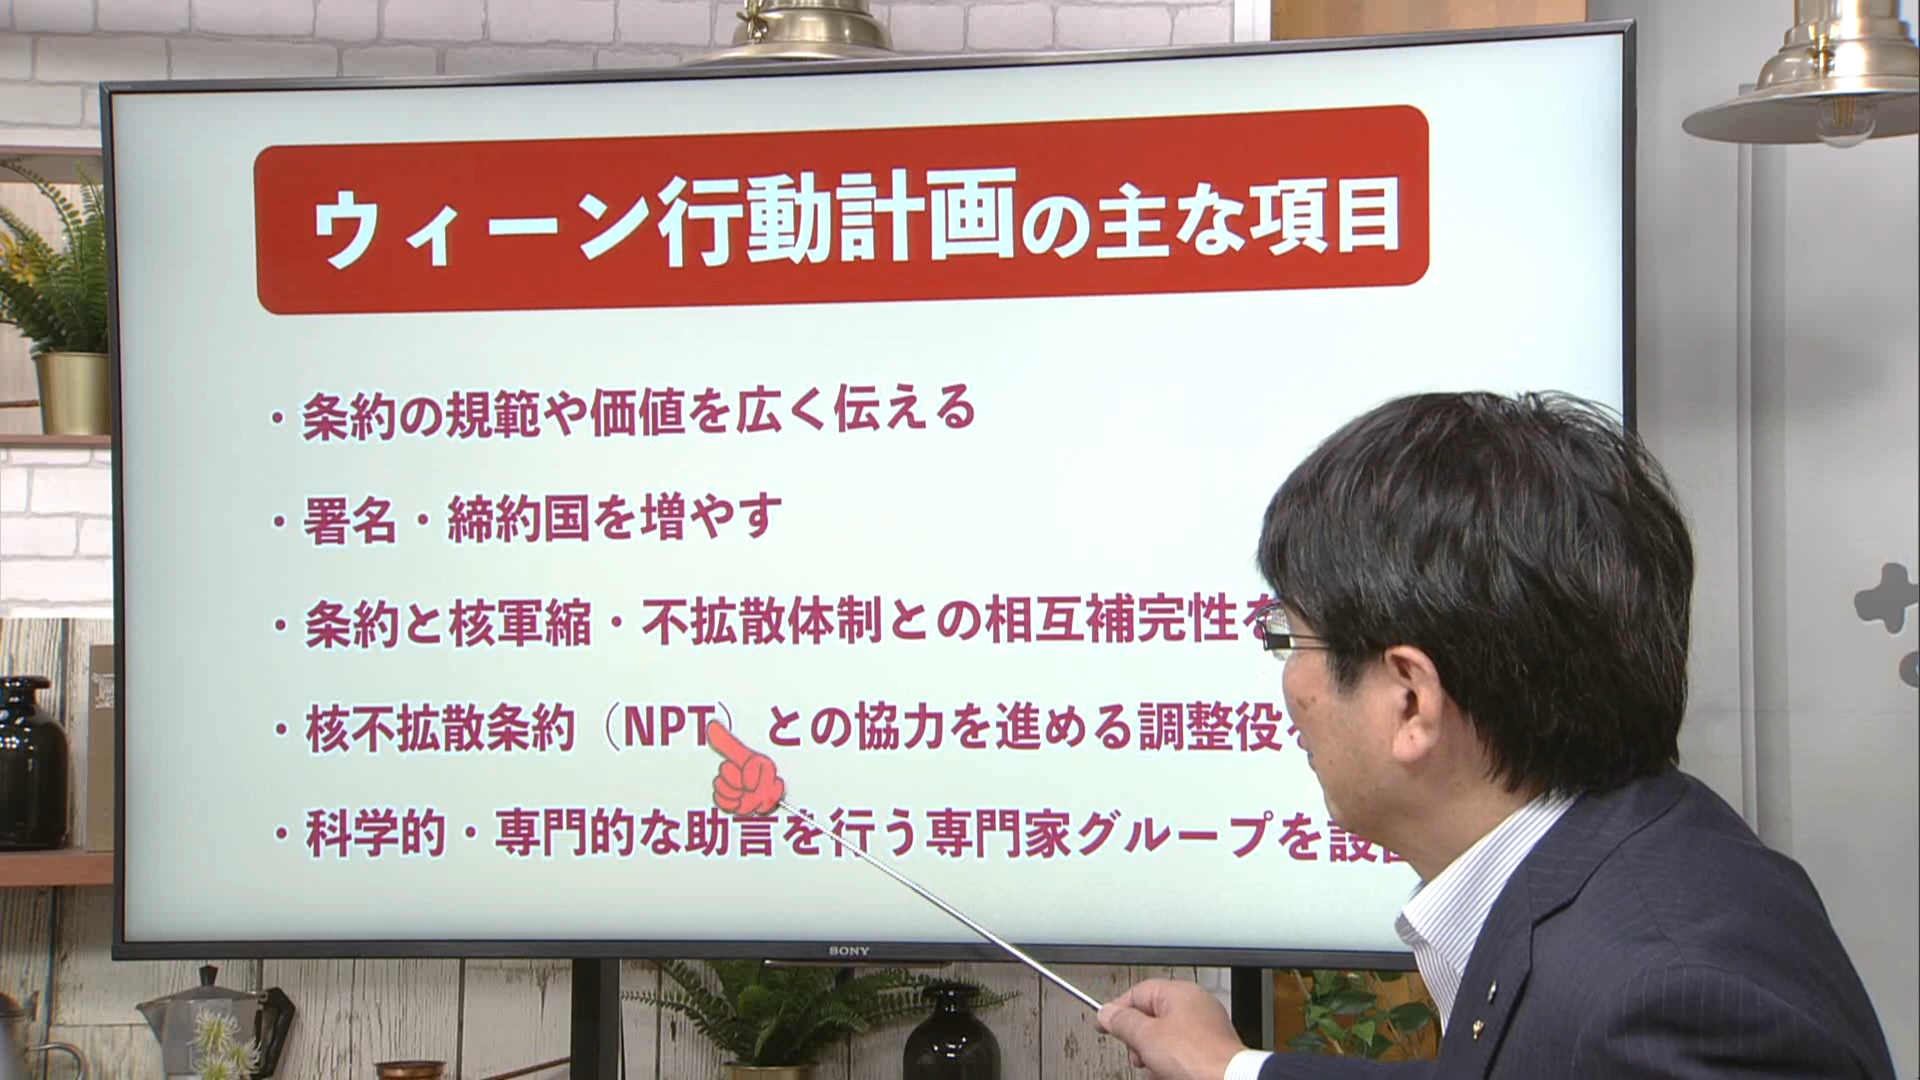 ウィーン行動計画の主な項目
・条約の規範や価値を広く伝える
・署名・締約国を増やす
・条約と核軍縮・不拡散体制との相互補完性を
・核不拡散条約（NPT）との協力を進める調整役
・科学的・専門的な助言を行う専門家グループを設置
SONY